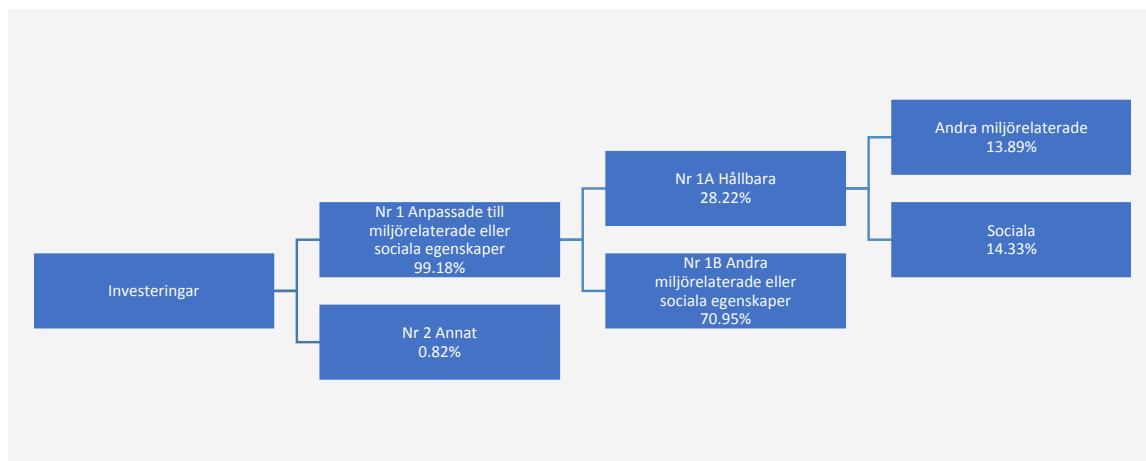 Investeringar
Nr 1 Anpassade till
miljörelaterade eller
sociala egenskaper
99.18%
Nr 2 Annat
0.82%
Nr 1A Hållbara
28.22%
Nr 1B Andra
miljörelaterade eller
sociala egenskaper
70.95%
Andra miljörelaterade
13.89%
Sociala
14.33%